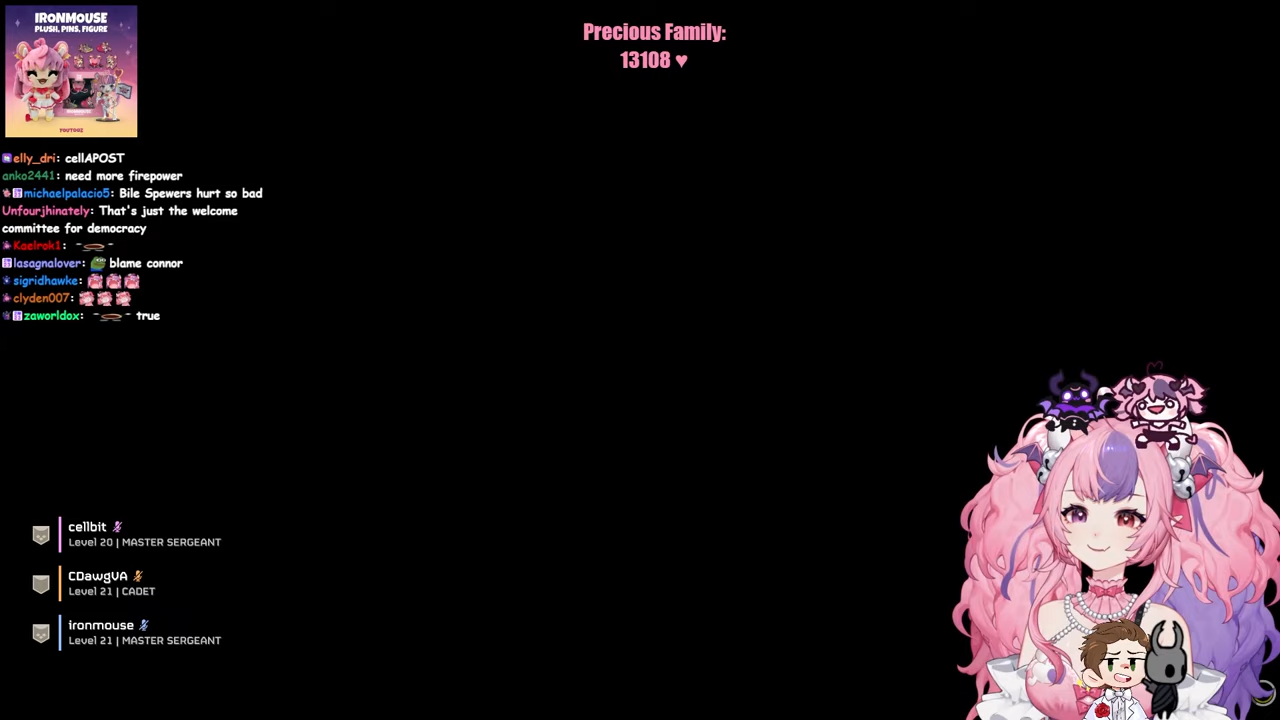 IRONMOUSE
PLUSH, PINS, FIGURE
YOUTOOZ
Precious Family:
13108 ♥
elly_dri: cellAPOST
anko2441: need more firepower
michaelpalacio5: Bile Spewers hurt so bad
Unfourjhinately: That's just the welcome
committee for democracy
Kaelrok1:
lasagnalover: blame connor
sigridhawke:
clyden007:
zaworldox: true
cellbit
Level 20 | MASTER SERGEANT
CDawgVA
Level 21 | CADET
ironmouse
Level 21 | MASTER SERGEANT